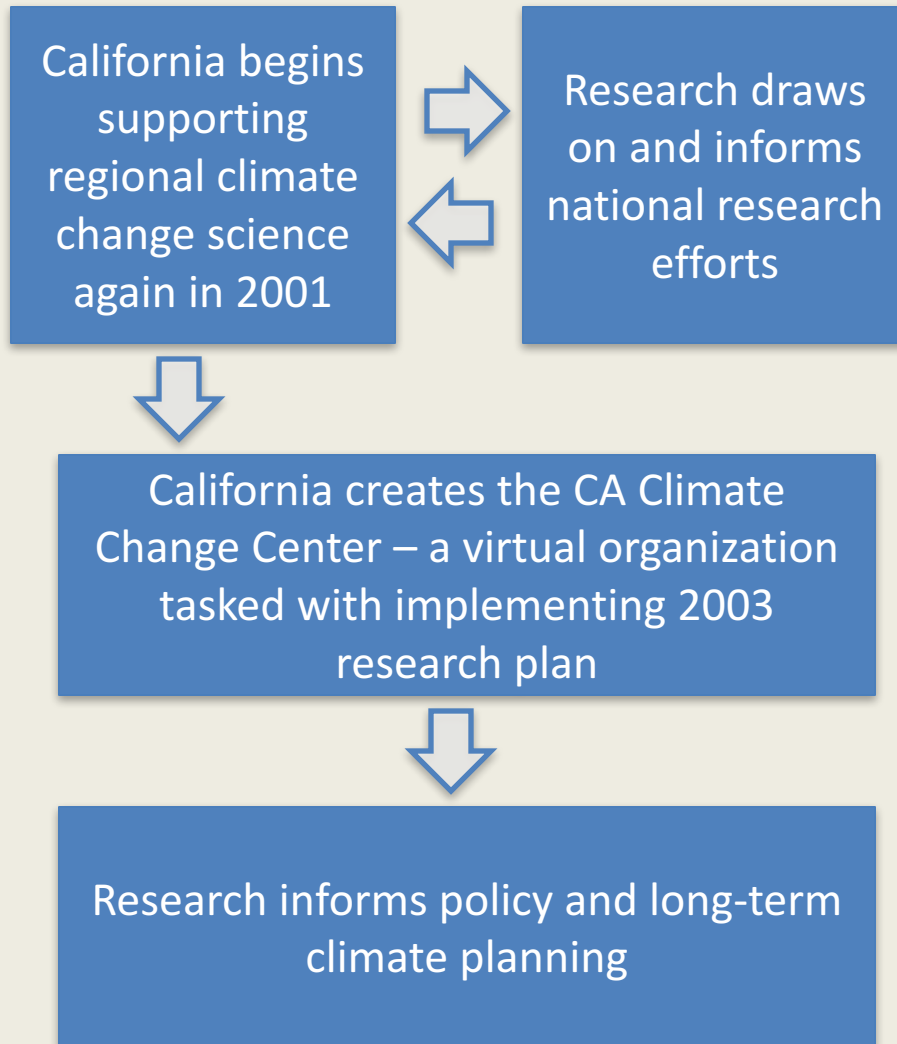 California begins
supporting
regional climate
change science
again in 2001
Research draws
on and informs
national research
efforts
California creates the CA Climate
Change Center – a virtual organization
tasked with implementing 2003
research plan
Research informs policy and long-term
climate planning